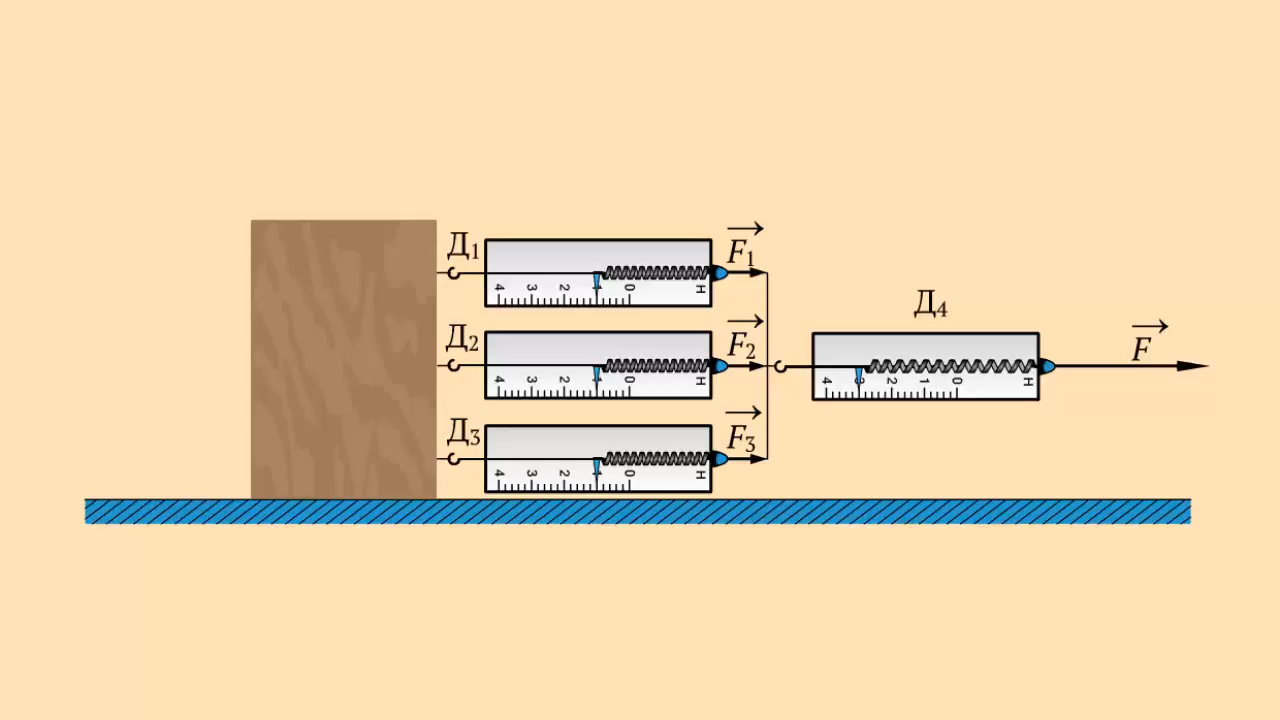 Д₁
F₁
4 3 2 1 0 Н
Д₂
F₂
4 3 2 1 0 Н
Д₃
F₃
4 3 2 1 0 Н
Д₄
F
4 3 2 1 0 Н